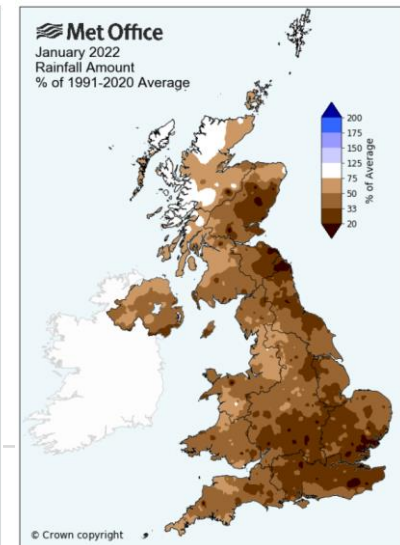 Met Office
January 2022
Rainfall Amount
% of 1991-2020 Average
200
175
150
125
75
50
33
20
% of Average
© Crown copyright